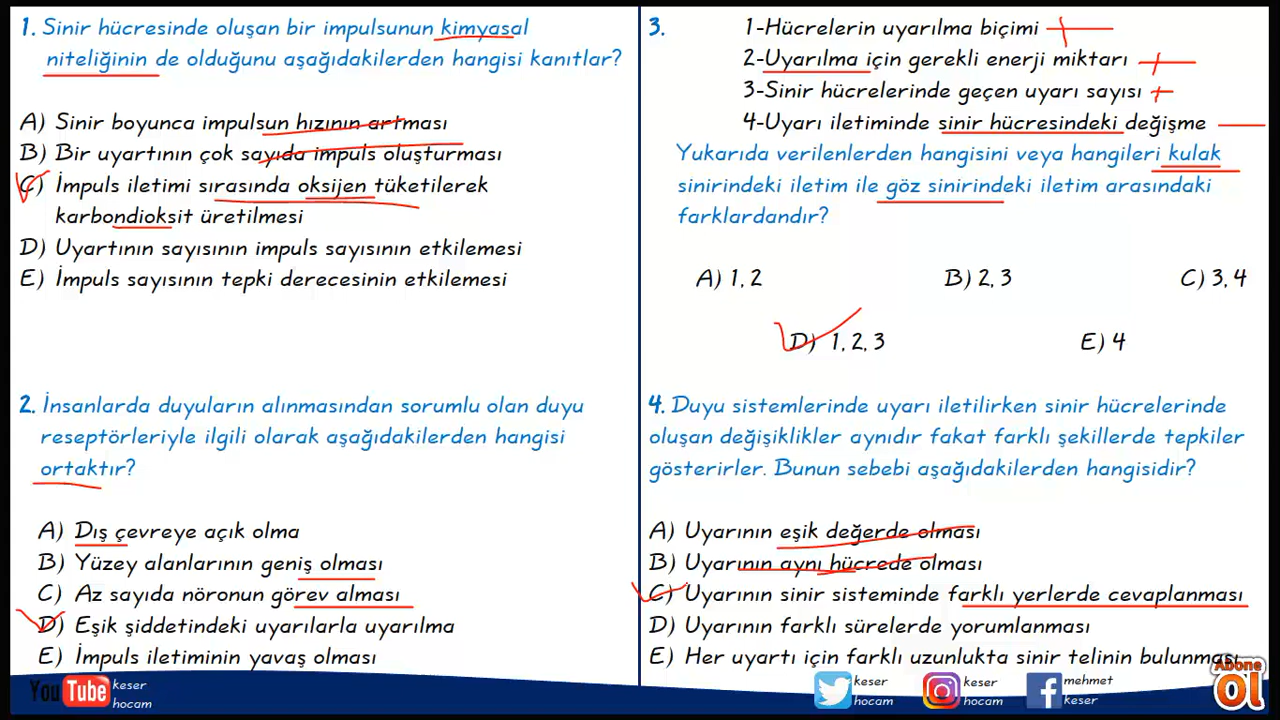 1. Sinir hücresinde oluşan bir impulsunun kimyasal
niteliğinin de olduğunu aşağıdakilerden hangisi kanıtlar?
A) Sinir boyunca impulsun hızının artması
B) Bir uyartının çok sayıda impuls oluşturması
C) İmpuls iletimi sırasında oksijen tüketilerek
karbondioksit üretilmesi
D) Uyartının sayısının impuls sayısının etkilemesi
E) İmpuls sayısının tepki derecesinin etkilemesi
2. İnsanlarda duyuların alınmasından sorumlu olan duyu
reseptörleriyle ilgili olarak aşağıdakilerden hangisi
ortaktır?
A) Dış çevreye açık olma
B) Yüzey alanlarının geniş olması
C) Az sayıda nöronun görev alması
D) Eşik şiddetindeki uyarılarla uyarılma
E) İmpuls iletiminin yavaş olması
3. 1-Hücrelerin uyarılma biçimi
2-Uyarılma için gerekli enerji miktarı
3-Sinir hücrelerinde geçen uyarı sayısı
4-Uyarı iletiminde sinir hücresindeki değişme
Yukarıda verilenlerden hangisini veya hangileri kulak
sinirindeki iletim ile göz sinirindeki iletim arasındaki
farklardandır?
A) 1, 2 B) 2, 3 C) 3, 4
D) 1, 2, 3 E) 4
4. Duyu sistemlerinde uyarı iletilirken sinir hücrelerinde
oluşan değişiklikler aynıdır fakat farklı şekillerde tepkiler
gösterirler. Bunun sebebi aşağıdakilerden hangisidir?
A) Uyarının eşik değerde olması
B) Uyarının aynı hücrede olması
C) Uyarının sinir sisteminde farklı yerlerde cevaplanması
D) Uyarının farklı sürelerde yorumlanması
E) Her uyartı için farklı uzunlukta sinir telinin bulunması
YouTube keser
hocam
keser
hocam
keser
hocam
mehmet
keser
Abone
ol